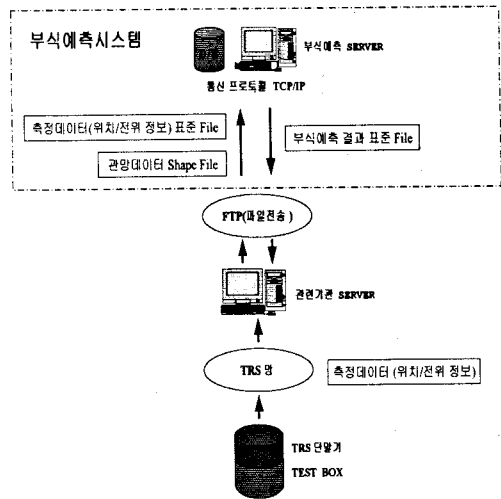 부식예측시스템
부식예측 SERVER
통신 프로토콜 TCP/IP
측정데이터(위치/전위 정보) 표준 File
관망데이터 Shape File
부식예측 결과 표준 File
FTP(파일전송)
관련기관 SERVER
TRS 망
측정데이터 (위치/전위 정보)
TRS 단말기
TEST BOX